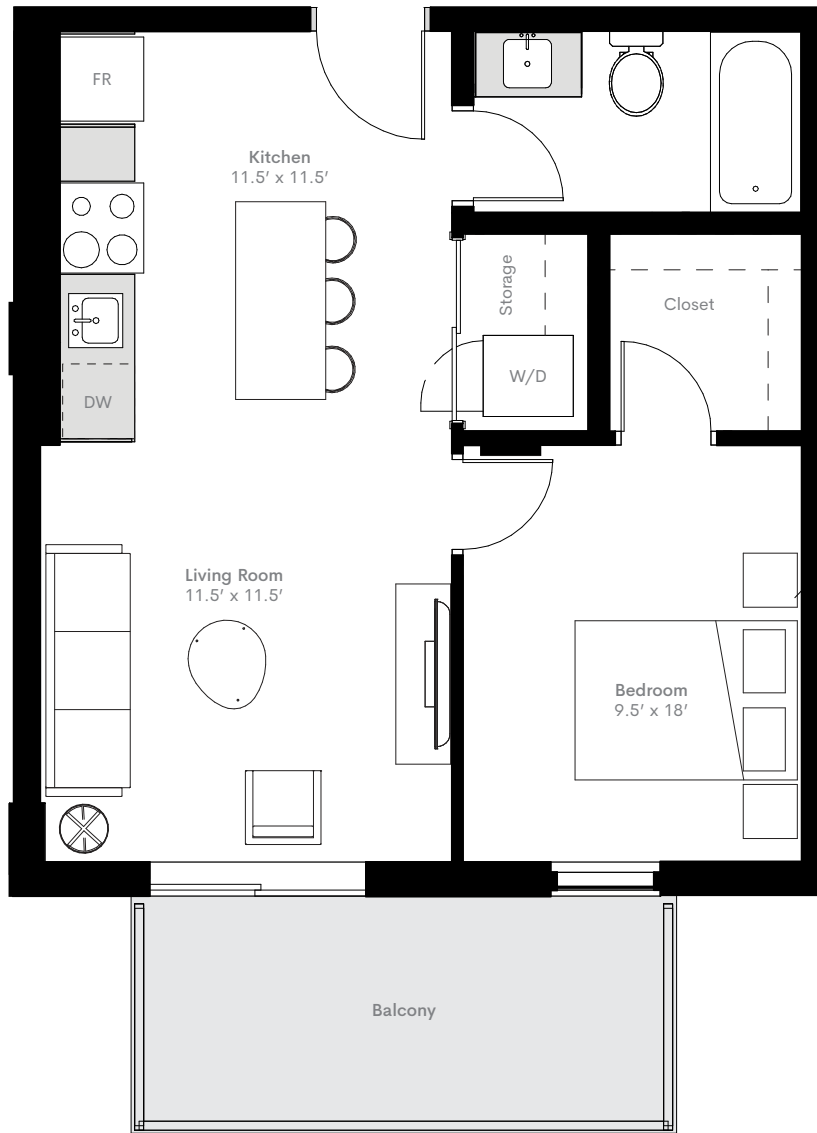 FR
Kitchen
11.5′ x 11.5′
Storage
Closet
W/D
DW
Living Room
11.5′ x 11.5′
Bedroom
9.5′ x 18′
Balcony